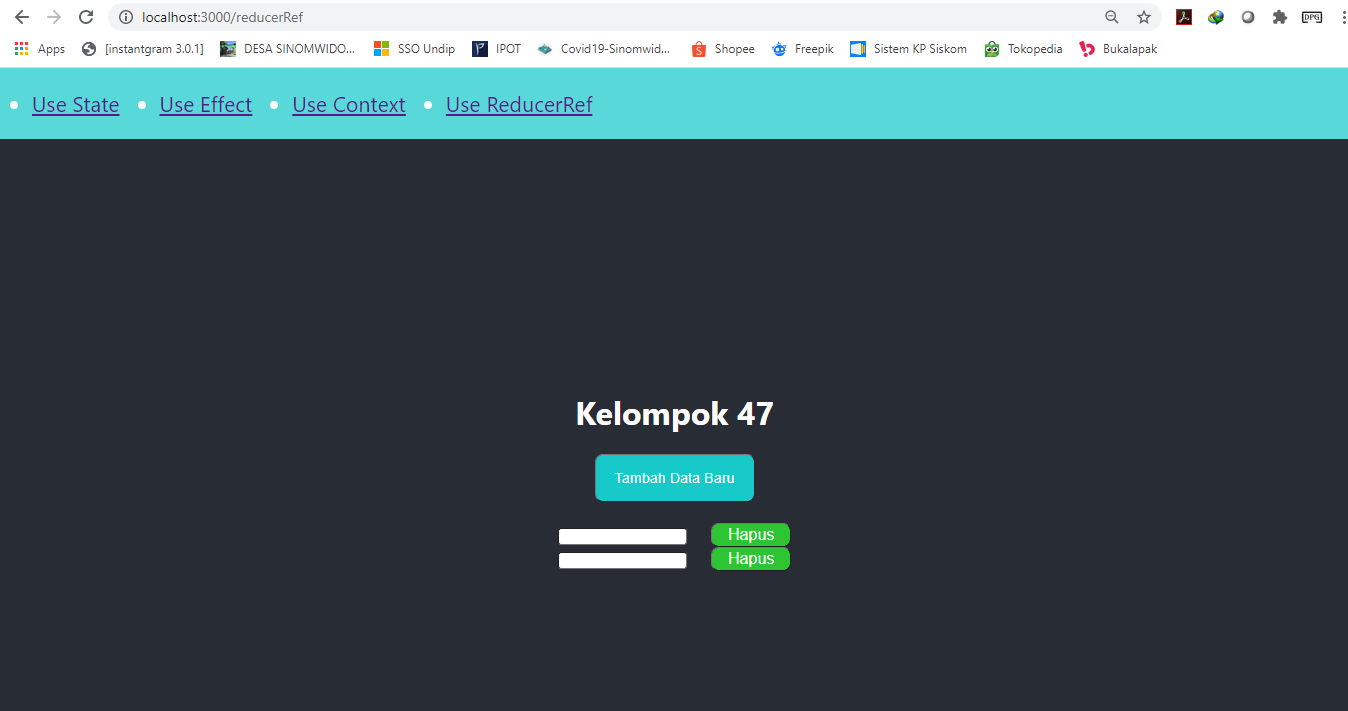 localhost:3000/reducerRef
DPG
Apps [instantgram 3.0.1] DESA SINOMWIDO... SSO Undip IPOT Covid19-Sinomwid... Shopee Freepik Sistem KP Siskom Tokopedia Bukalapak
Use State Use Effect Use Context Use ReducerRef
Kelompok 47
Tambah Data Baru
Hapus
Hapus